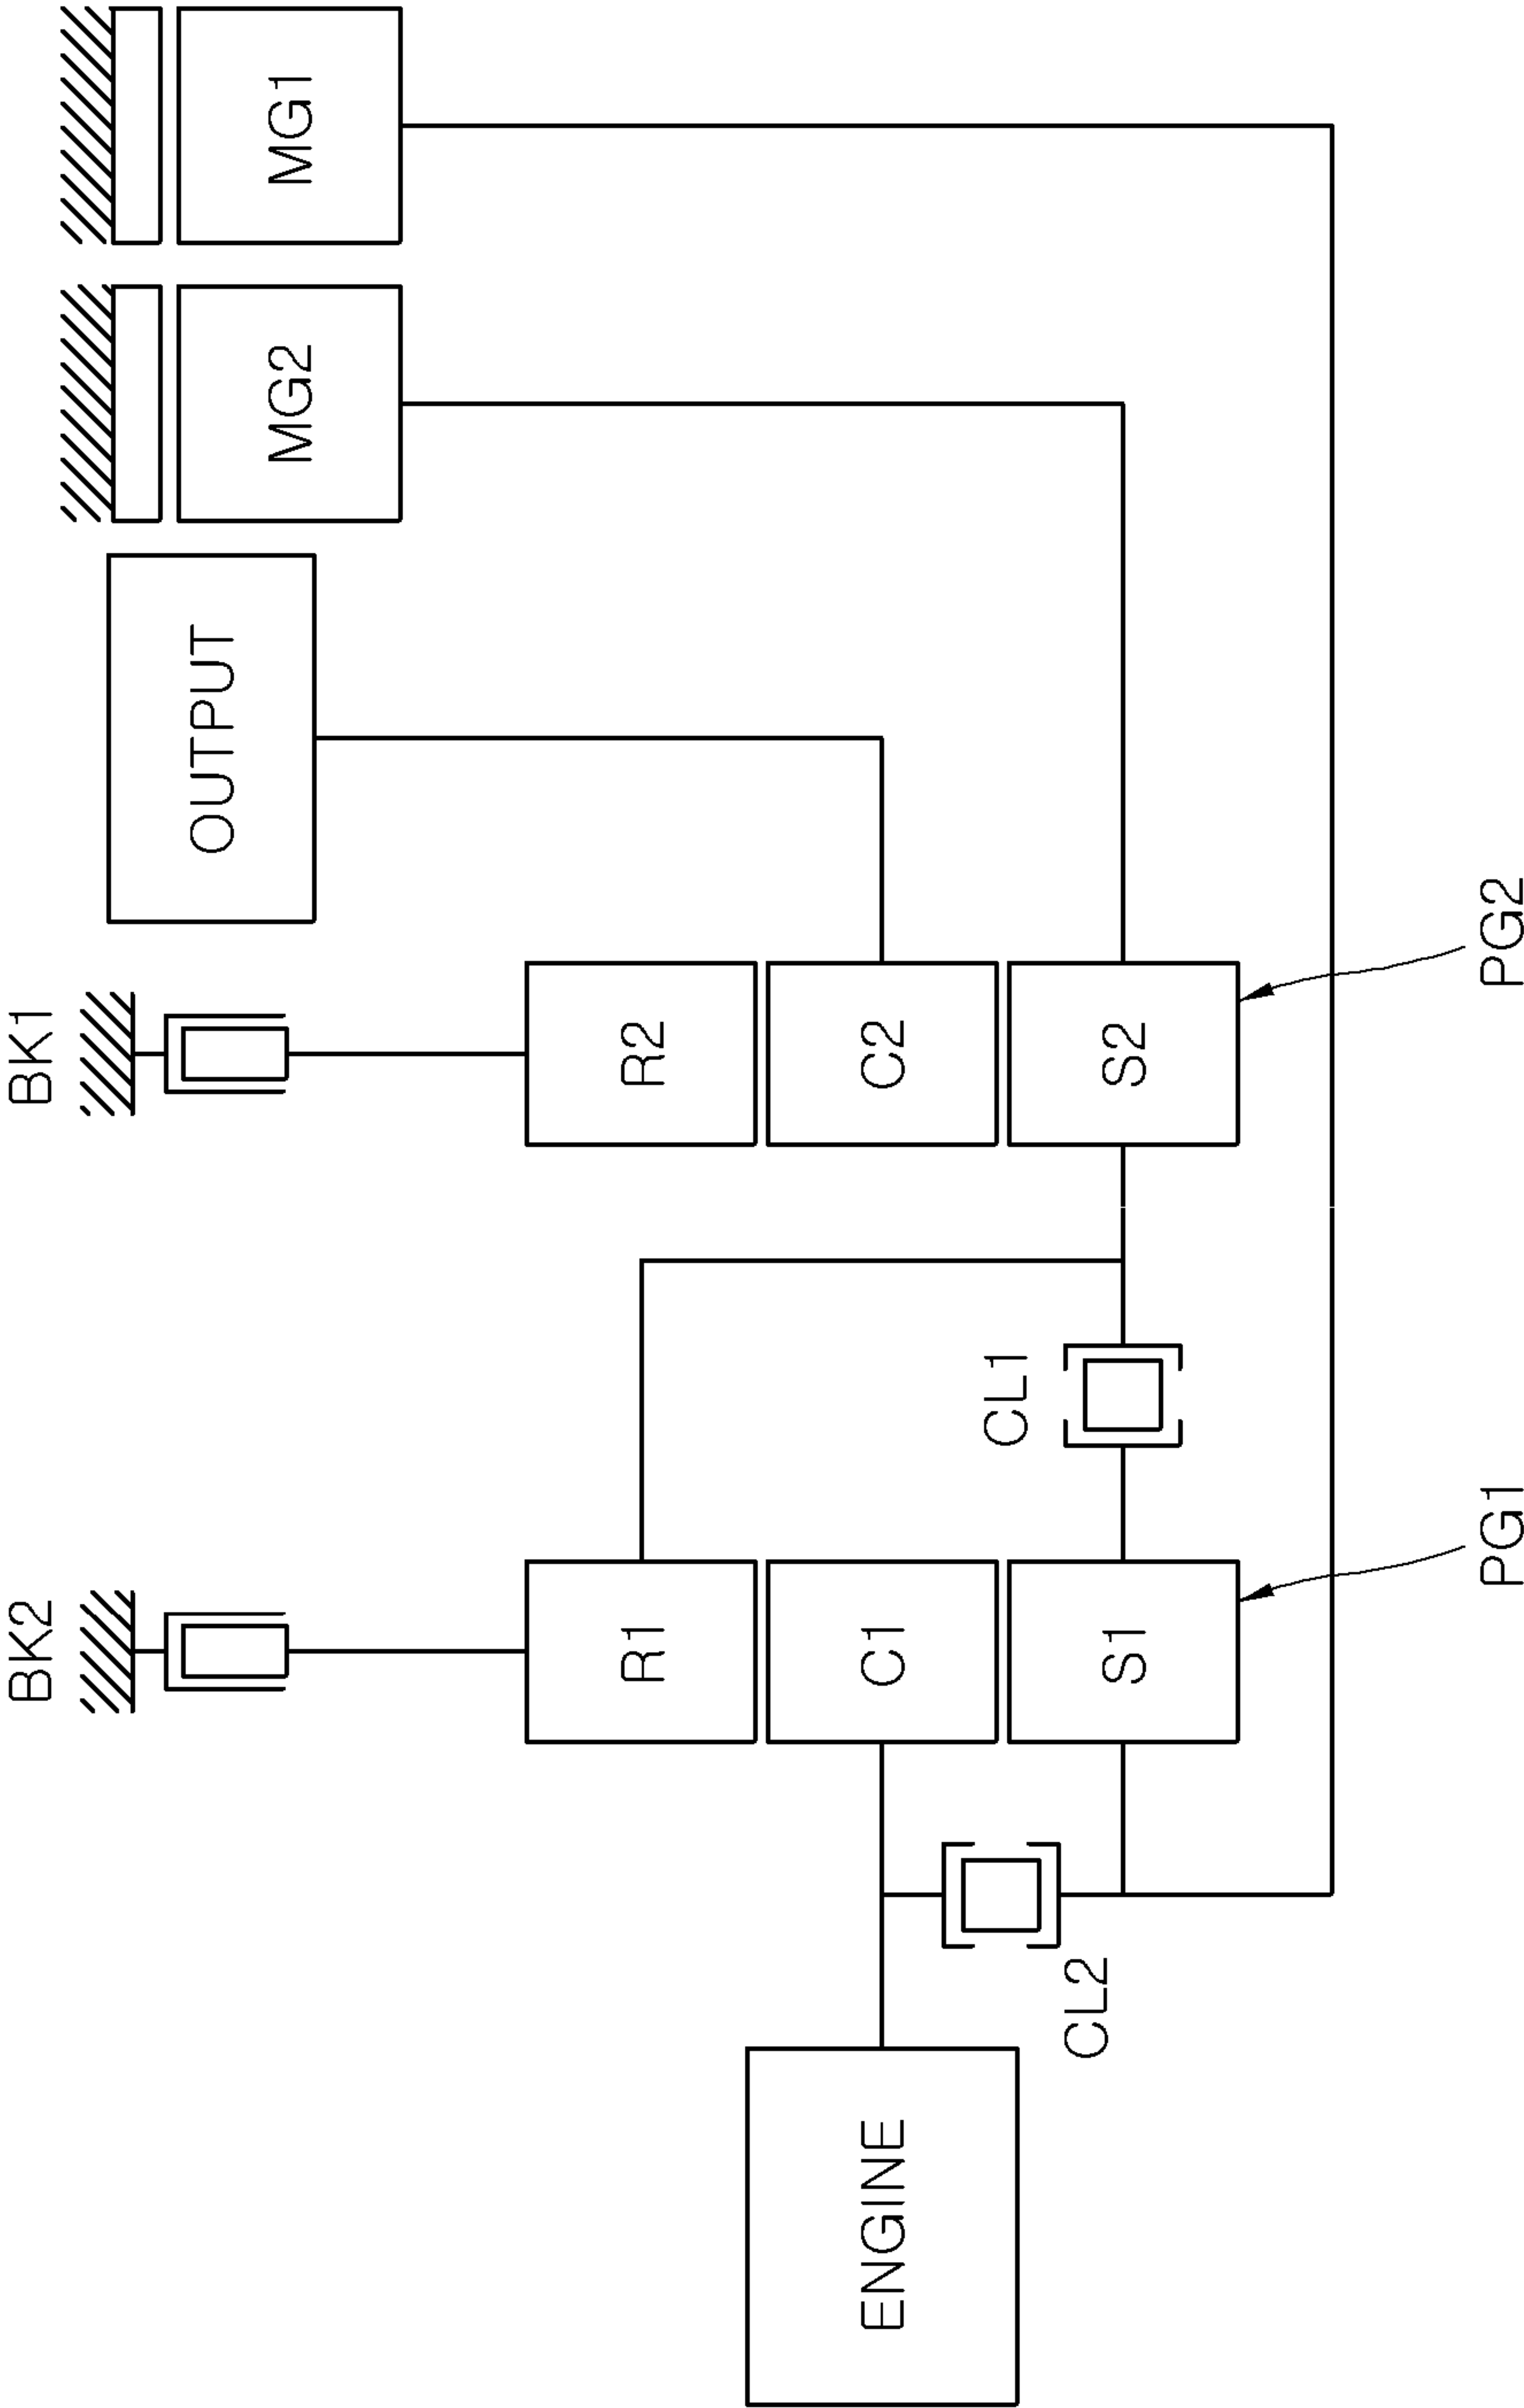 BK2
BK1
OUTPUT
MG2
MG1
R1
R2
ENGINE
C1
C2
CL2
CL1
S1
S2
PG1
PG2